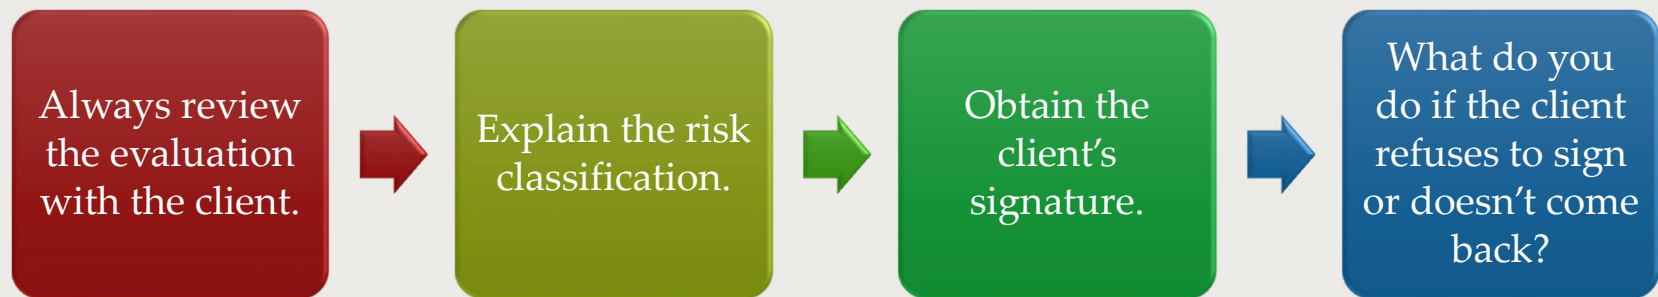 Always review
the evaluation
with the client.
Explain the risk
classification.
Obtain the
client’s
signature.
What do you
do if the client
refuses to sign
or doesn’t come
back?